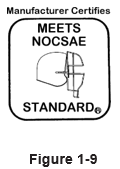 Manufacturer Certifies
MEETS
NOCSAE
STANDARD®
Figure 1-9